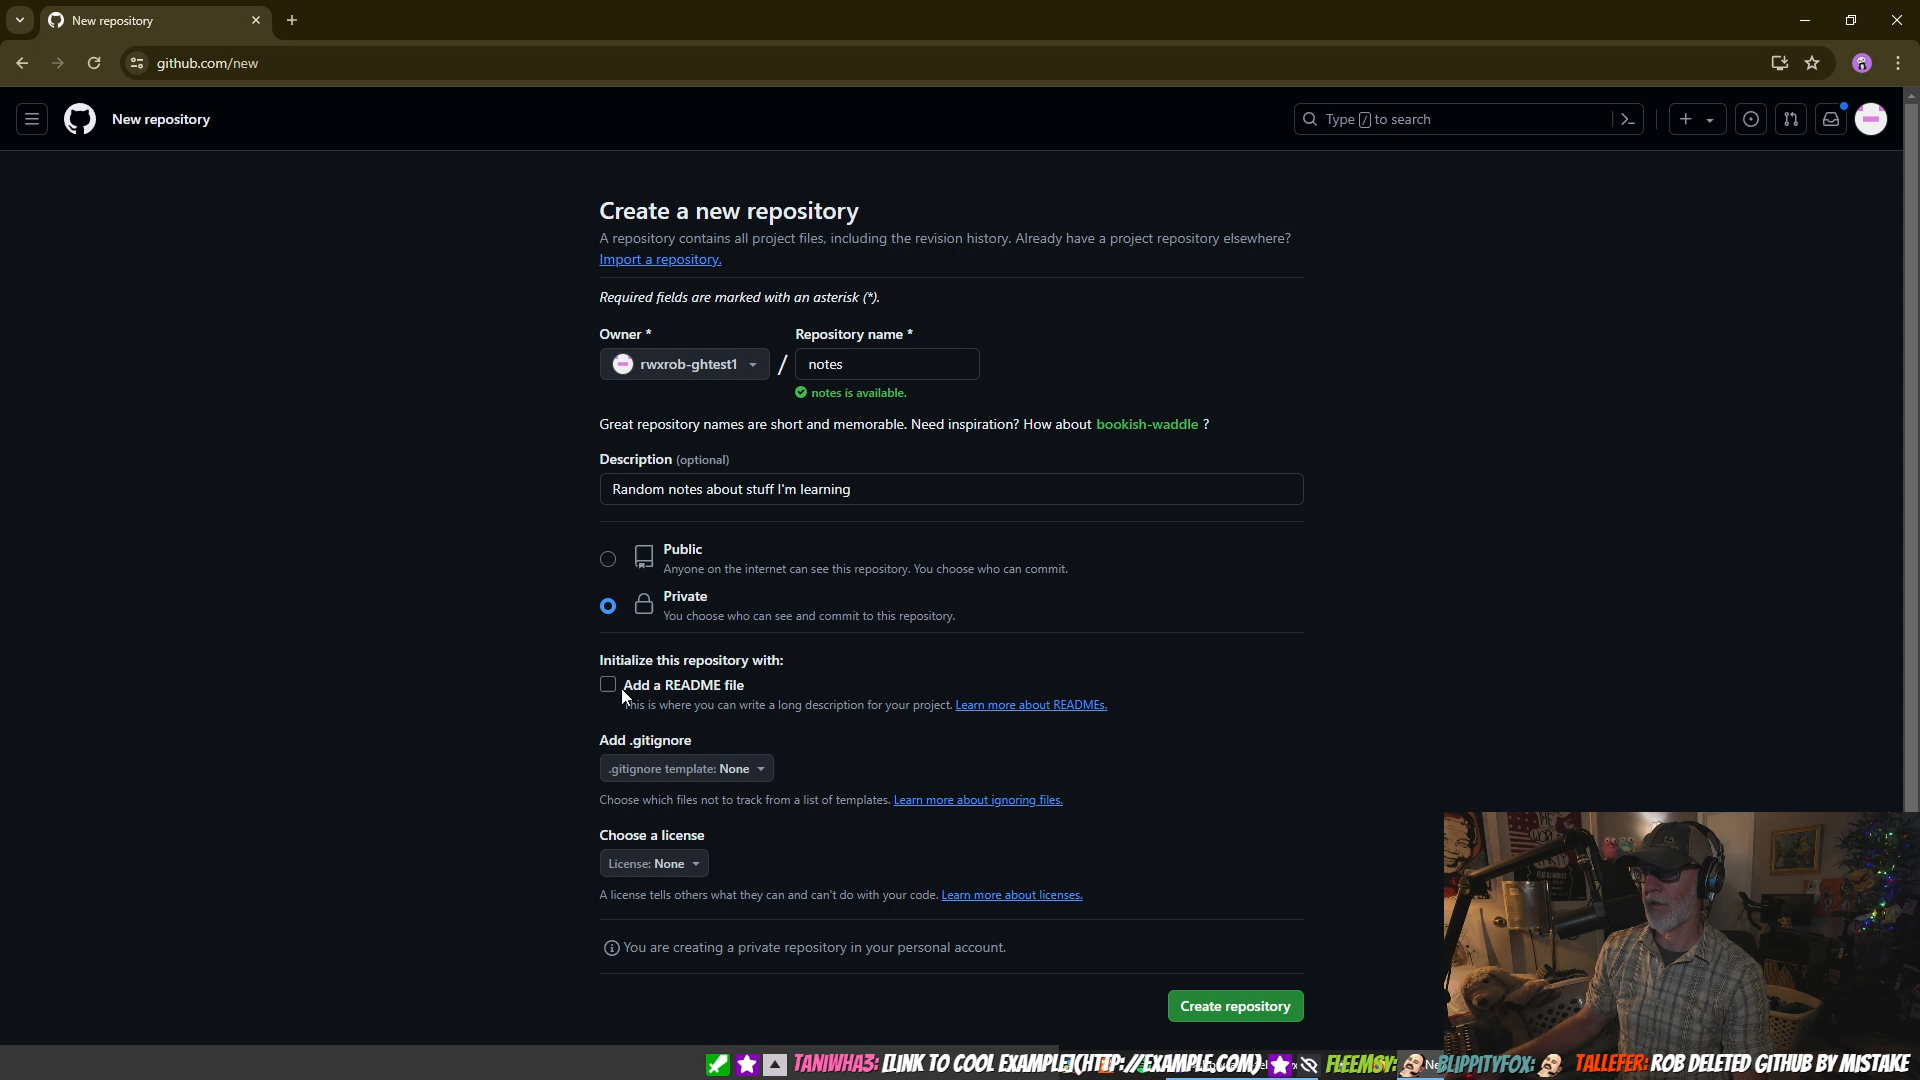 New repository
github.com/new
New repository
Type / to search
Create a new repository
A repository contains all project files, including the revision history. Already have a project repository elsewhere?
Import a repository.
Required fields are marked with an asterisk (*).
Owner *
Repository name *
rwxrob-ghtest1
/
notes
notes is available.
Great repository names are short and memorable. Need inspiration? How about bookish-waddle ?
Description (optional)
Random notes about stuff I'm learning
Public
Anyone on the internet can see this repository. You choose who can commit.
Private
You choose who can see and commit to this repository.
Initialize this repository with:
Add a README file
This is where you can write a long description for your project. Learn more about READMEs.
Add .gitignore
.gitignore template: None
Choose which files not to track from a list of templates. Learn more about ignoring files.
Choose a license
License: None
A license tells others what they can and can't do with your code. Learn more about licenses.
You are creating a private repository in your personal account.
Create repository
TANIWHA3: [LINK TO COOL EXAMPLE](HTTP://EXAMPLE.COM) FLEEMSY: BLIPPITYFOX: TALLEFER: ROB DELETED GITHUB BY MISTAKE